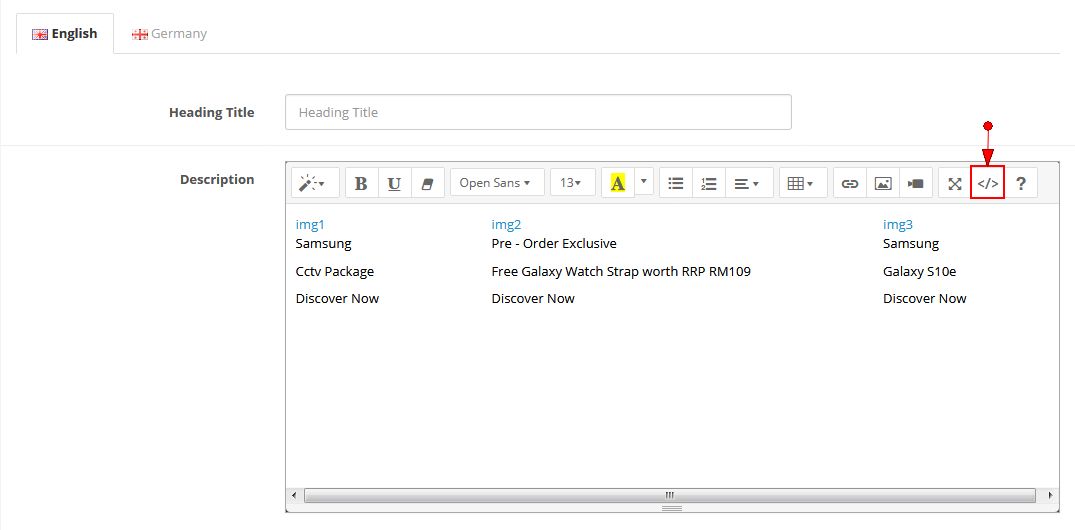 English Germany
Heading Title Heading Title
Description
B U Open Sans 13 A </> ?
img1 img2 img3
Samsung Pre - Order Exclusive Samsung
Cctv Package Free Galaxy Watch Strap worth RRP RM109 Galaxy S10e
Discover Now Discover Now Discover Now